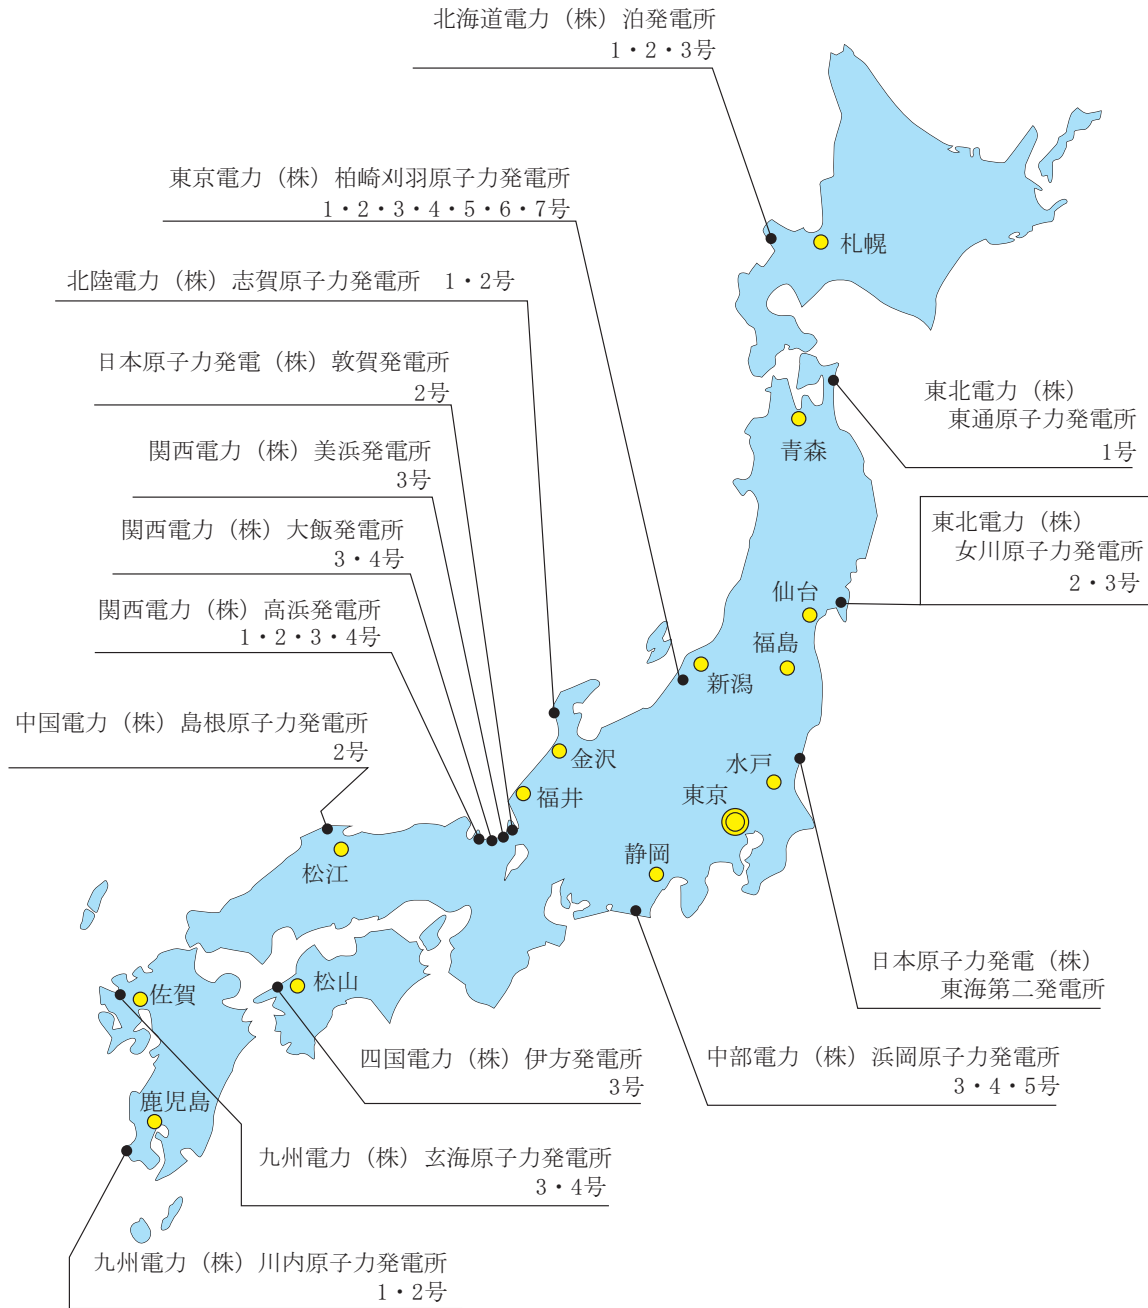 北海道電力（株）泊発電所
1・2・3号
東京電力（株）柏崎刈羽原子力発電所
1・2・3・4・5・6・7号
札幌
北陸電力（株）志賀原子力発電所　1・2号
日本原子力発電（株）敦賀発電所
2号
東北電力（株）
東通原子力発電所
1号
青森
関西電力（株）美浜発電所
3号
関西電力（株）大飯発電所
3・4号
東北電力（株）
女川原子力発電所
2・3号
関西電力（株）高浜発電所
1・2・3・4号
仙台
福島
新潟
中国電力（株）島根原子力発電所
2号
金沢
水戸
福井
東京
静岡
松江
日本原子力発電（株）
東海第二発電所
松山
佐賀
四国電力（株）伊方発電所
3号
中部電力（株）浜岡原子力発電所
3・4・5号
鹿児島
九州電力（株）玄海原子力発電所
3・4号
九州電力（株）川内原子力発電所
1・2号